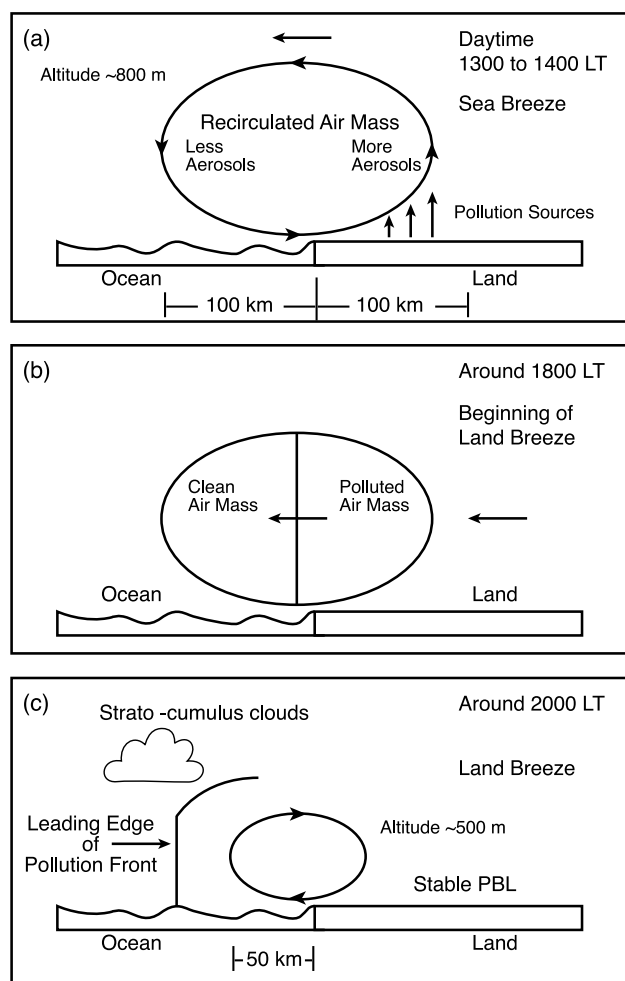 (a)
Daytime
1300 to 1400 LT
Altitude ~800 m
Sea Breeze
Recirculated Air Mass
Less
Aerosols
More
Aerosols
Pollution Sources
Ocean
Land
100 km
100 km
(b)
Around 1800 LT
Beginning of
Land Breeze
Clean
Air Mass
Polluted
Air Mass
Ocean
Land
(c)
Around 2000 LT
Strato -cumulus clouds
Land Breeze
Leading Edge
of
Pollution Front
Altitude ~500 m
Stable PBL
Ocean
Land
50 km